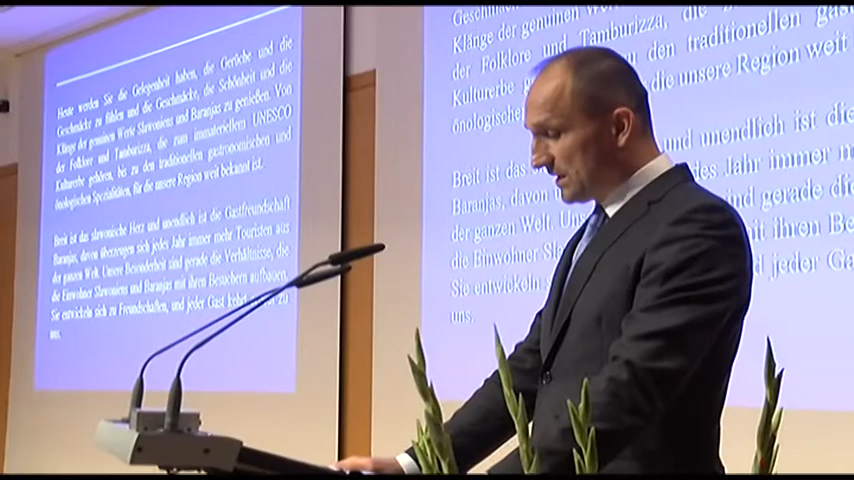 Heute werden Sie die Gelegenheit haben, die Gerüche und die
Geschmäcke zu fühlen und die Geschmäcke, die Schönheit und die
Klänge der genuinen Werte Slawoniens und Baranjas zu genießen. Von
der Folklore und Tamburizza, die zum immateriellem UNESCO
Kulturerbe gehören, bis zu den traditionellen gastronomischen und
önologischen Spezialitäten, für die unsere Region weit bekannt ist.
Breit ist das slawonische Herz und unendlich ist die Gastfreundschaft
Baranjas, davon überzeugen sich jedes Jahr immer mehr Touristen aus
der ganzen Welt. Unsere Besonderheit sind gerade die Verhältnisse, die
die Einwohner Slawoniens und Baranjas mit ihren Besuchern aufbauen.
Sie entwickeln sich zu Freundschaften, und jeder Gast kehrt zu
uns.
Klänge der genuinen
der Folklore und Tamburizza, die
Kulturerbe zu den traditionellen
önologischen die unsere Region weit
Breit ist das und unendlich ist die
Baranjas, davon jedes Jahr immer
der ganzen Welt. sind gerade die
die Einwohner mit ihren
Sie entwickeln jeder
uns.